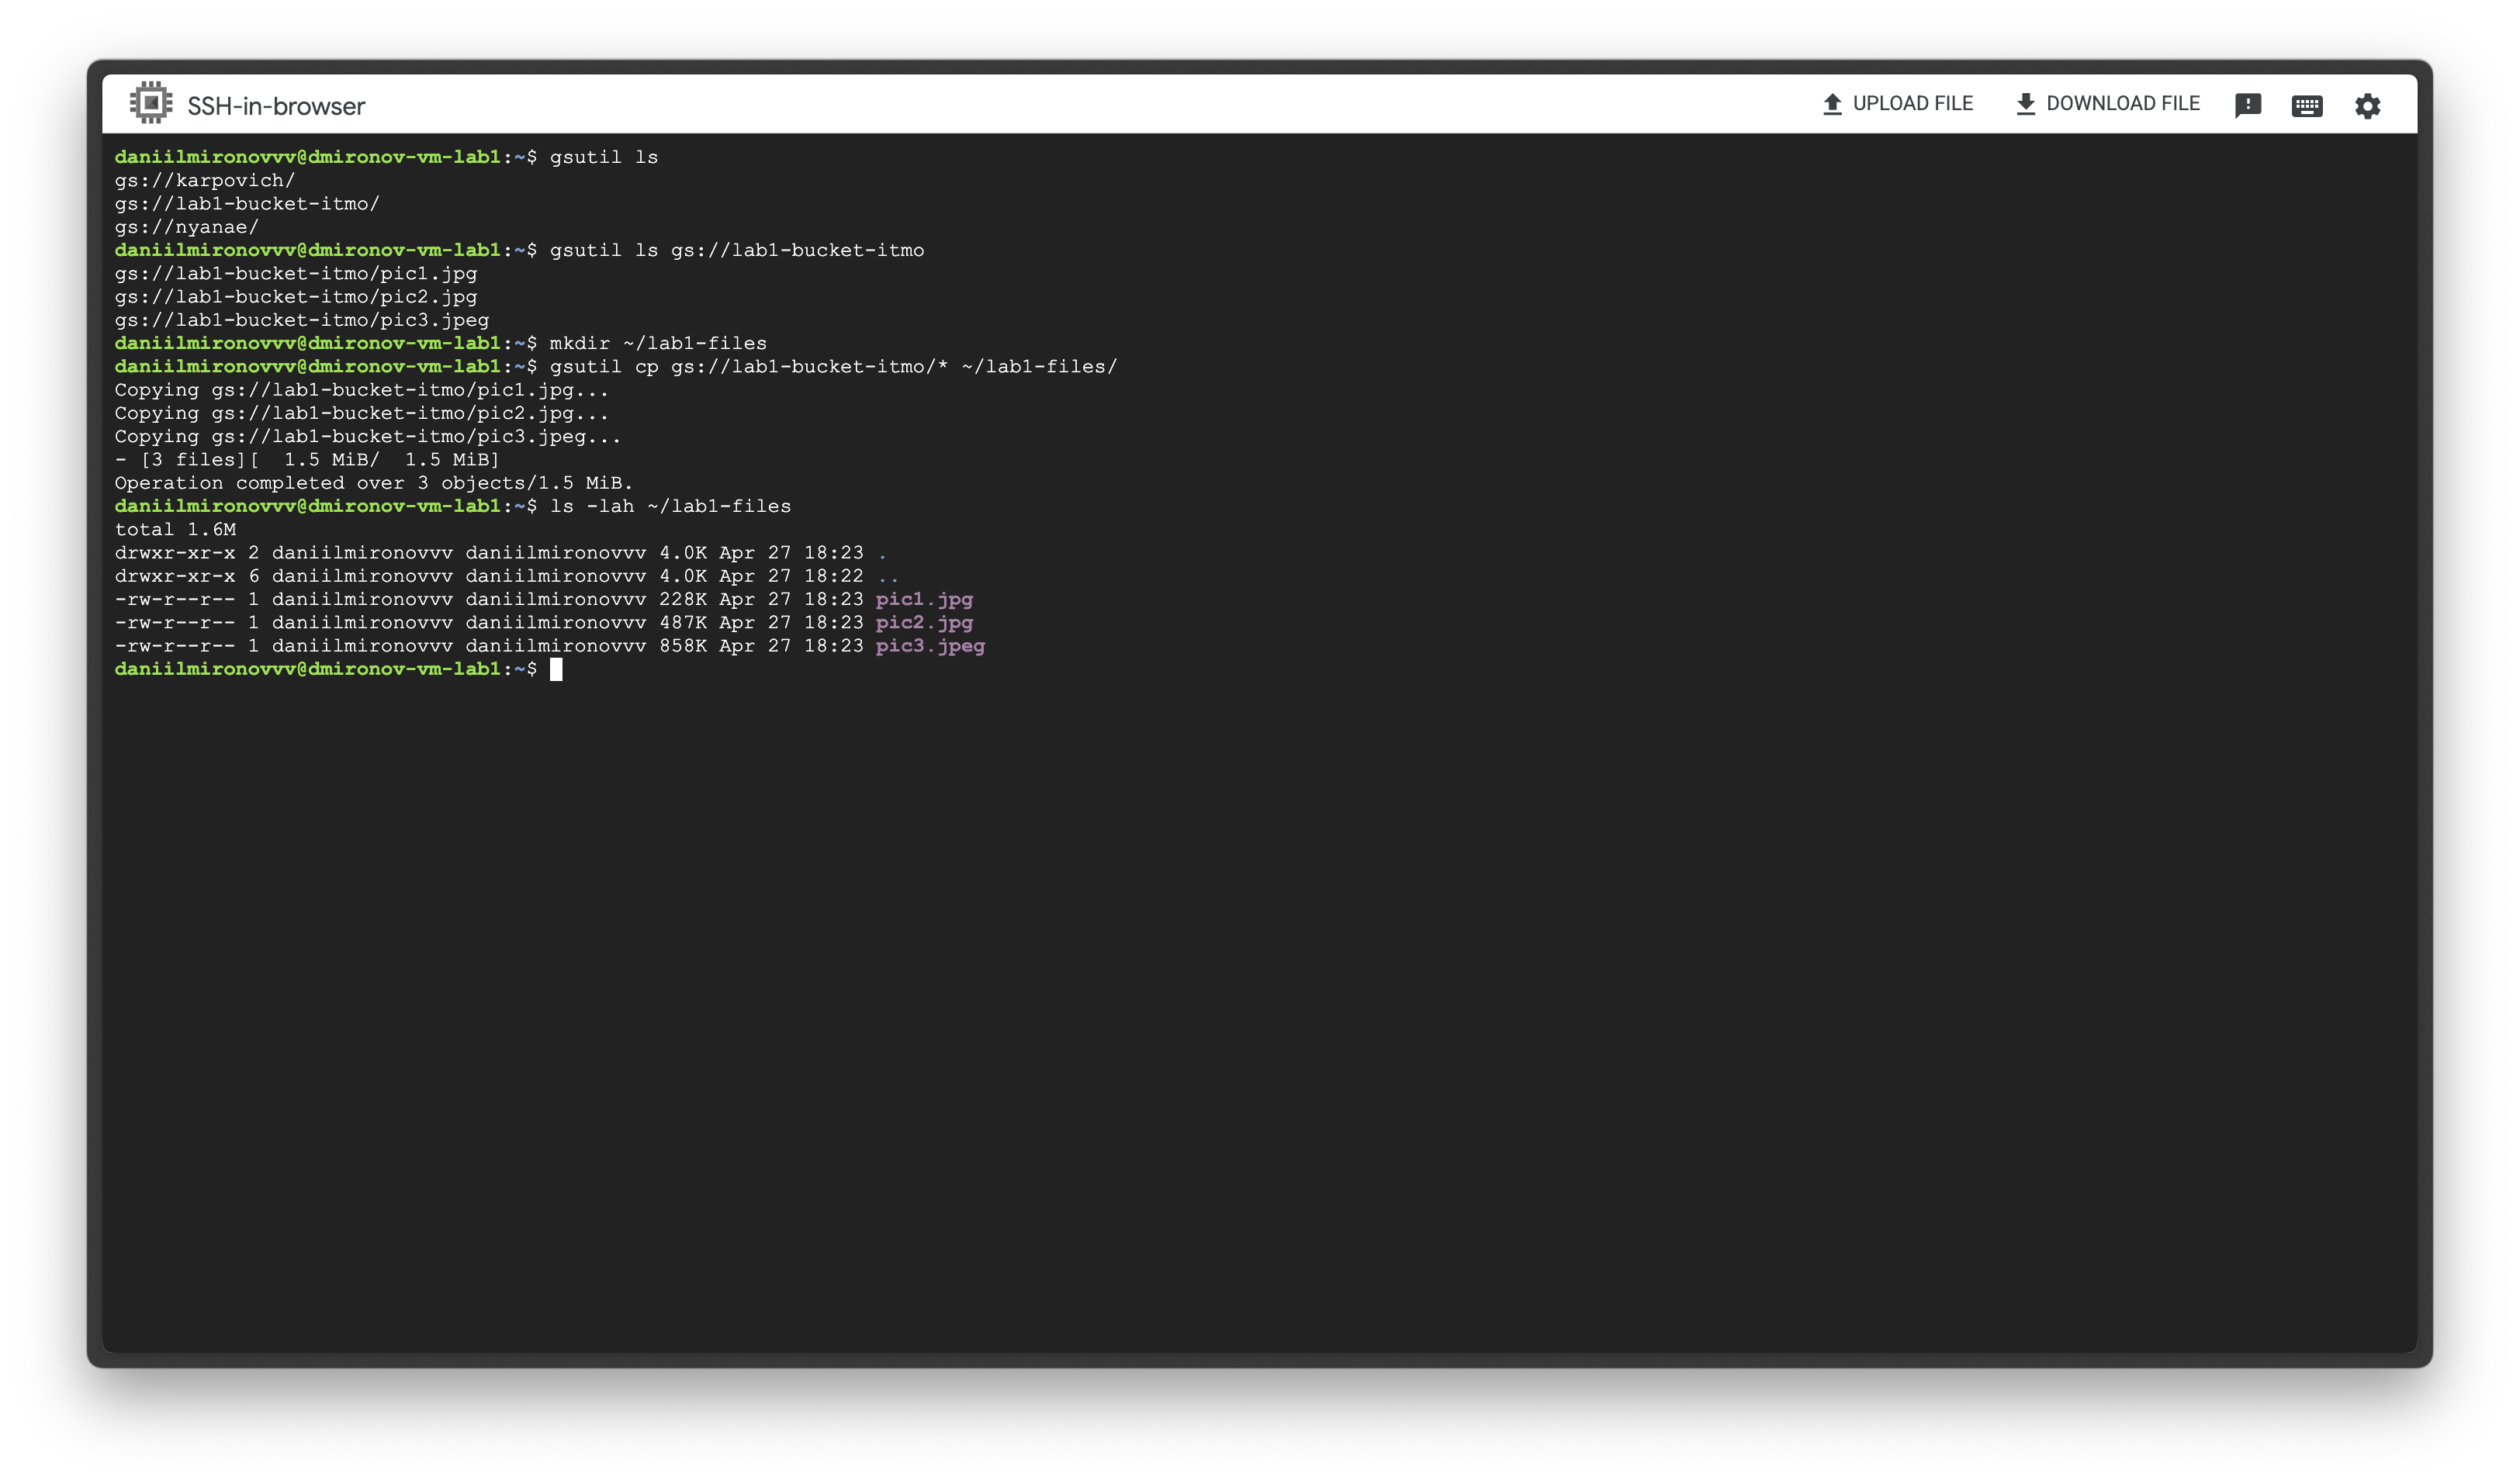 SSH-in-browser UPLOAD FILE DOWNLOAD FILE
daniilmironovvv@dmironov-vm-lab1:~$ gsutil ls
gs://karpovich/
gs://lab1-bucket-itmo/
gs://nyanae/
daniilmironovvv@dmironov-vm-lab1:~$ gsutil ls gs://lab1-bucket-itmo
gs://lab1-bucket-itmo/pic1.jpg
gs://lab1-bucket-itmo/pic2.jpg
gs://lab1-bucket-itmo/pic3.jpeg
daniilmironovvv@dmironov-vm-lab1:~$ mkdir ~/lab1-files
daniilmironovvv@dmironov-vm-lab1:~$ gsutil cp gs://lab1-bucket-itmo/* ~/lab1-files/
Copying gs://lab1-bucket-itmo/pic1.jpg...
Copying gs://lab1-bucket-itmo/pic2.jpg...
Copying gs://lab1-bucket-itmo/pic3.jpeg...
- [3 files][  1.5 MiB/  1.5 MiB]
Operation completed over 3 objects/1.5 MiB.
daniilmironovvv@dmironov-vm-lab1:~$ ls -lah ~/lab1-files
total 1.6M
drwxr-xr-x 2 daniilmironovvv daniilmironovvv 4.0K Apr 27 18:23 .
drwxr-xr-x 6 daniilmironovvv daniilmironovvv 4.0K Apr 27 18:22 ..
-rw-r--r-- 1 daniilmironovvv daniilmironovvv 228K Apr 27 18:23 pic1.jpg
-rw-r--r-- 1 daniilmironovvv daniilmironovvv 487K Apr 27 18:23 pic2.jpg
-rw-r--r-- 1 daniilmironovvv daniilmironovvv 858K Apr 27 18:23 pic3.jpeg
daniilmironovvv@dmironov-vm-lab1:~$